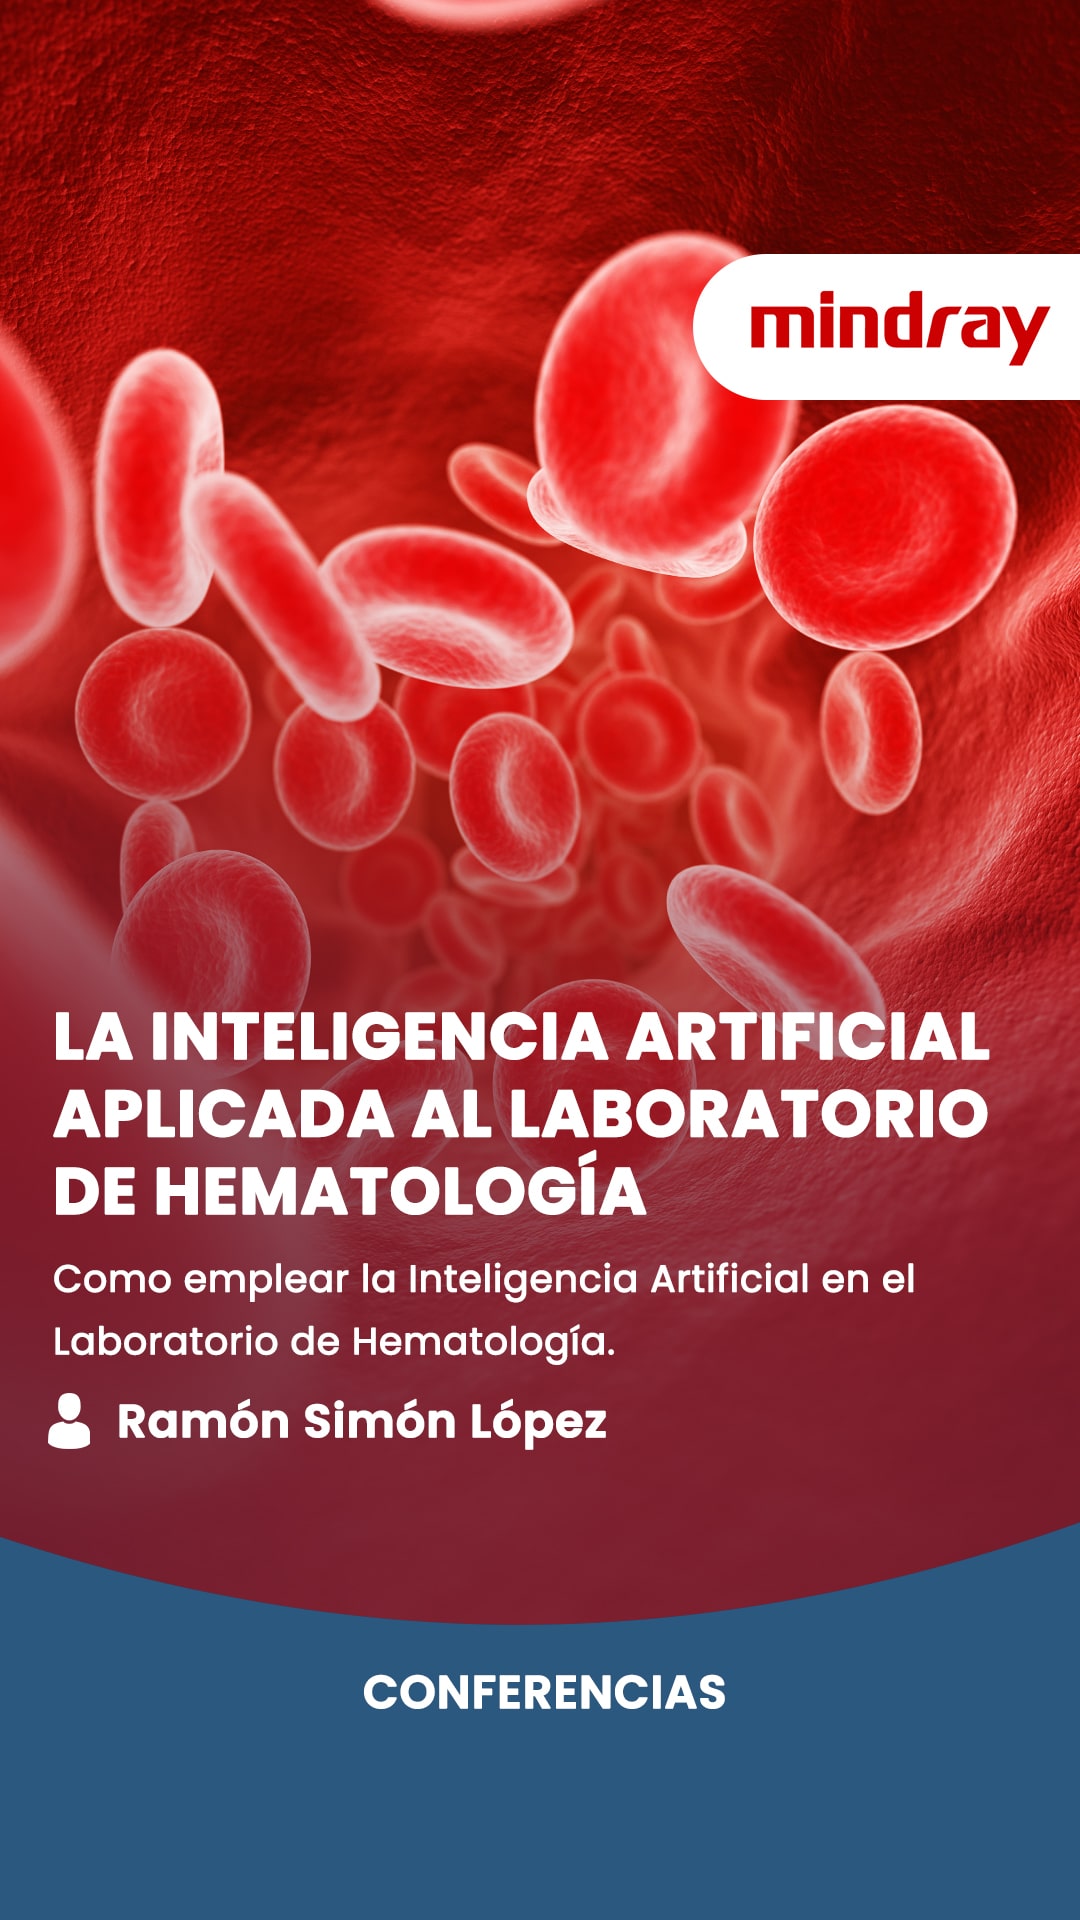 mindray
LA INTELIGENCIA ARTIFICIAL
APLICADA AL LABORATORIO
DE HEMATOLOGÍA
Como emplear la Inteligencia Artificial en el
Laboratorio de Hematología.
Ramón Simón López
CONFERENCIAS